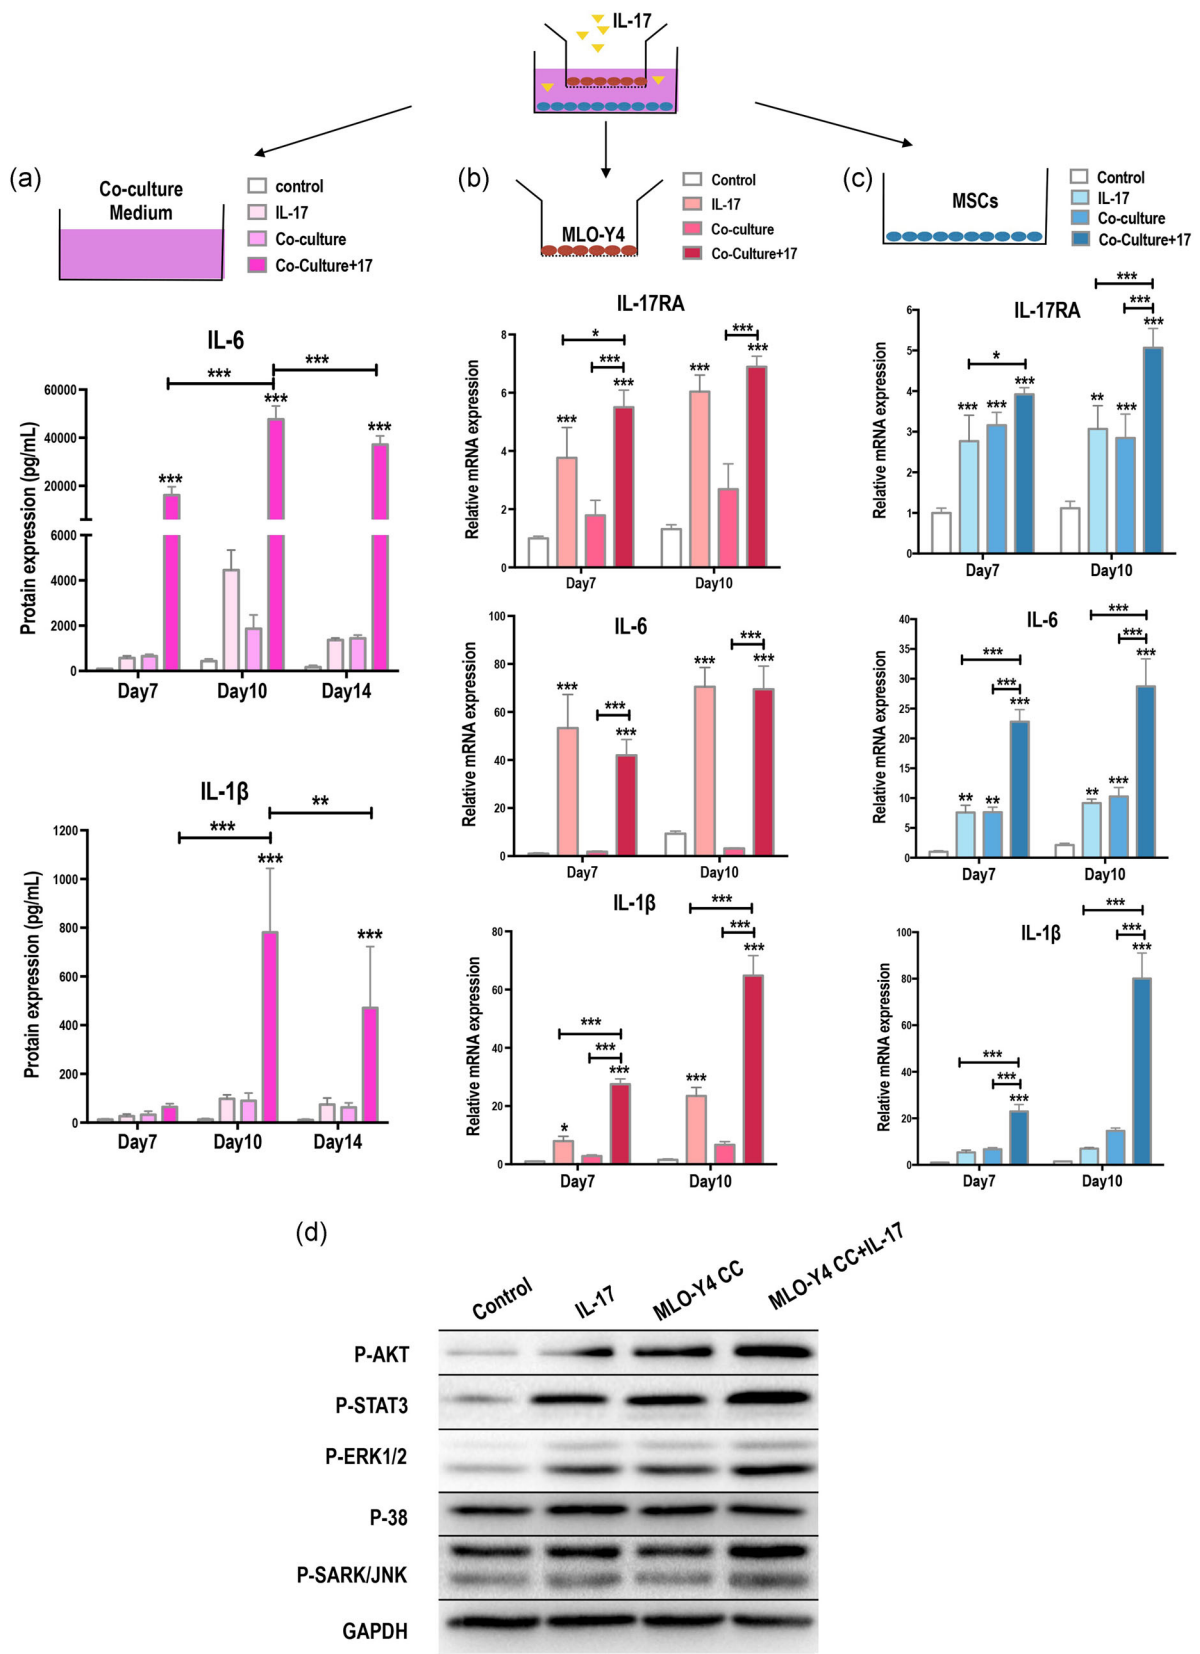 IL-17
(a)
Co-culture
Medium
control
IL-17
Co-culture
Co-Culture+17
(b)
MLO-Y4
Control
IL-17
Co-culture
Co-Culture+17
(c)
MSCs
Control
IL-17
Co-culture
Co-Culture+17
IL-6
Protain expression (pg/mL)
60000
40000
20000
6000
4000
2000
0
***
***
***
***
***
Day7
Day10
Day14
IL-1β
Protain expression (pg/mL)
1200
1000
800
600
400
200
0
***
**
***
***
Day7
Day10
Day14
IL-17RA
Relative mRNA expression
8
6
4
2
0
*
***
***
***
***
***
***
Day7
Day10
IL-6
Relative mRNA expression
100
80
60
40
20
0
***
***
***
***
***
***
Day7
Day10
IL-1β
Relative mRNA expression
80
60
40
20
0
***
***
***
*
***
***
***
***
Day7
Day10
IL-17RA
Relative mRNA expression
6
5
4
3
2
1
0
*
***
***
***
***
***
**
***
***
Day7
Day10
IL-6
Relative mRNA expression
40
35
30
25
20
15
10
5
0
***
***
***
**
**
***
***
***
**
***
Day7
Day10
IL-1β
Relative mRNA expression
100
80
60
40
20
0
***
***
***
***
***
***
Day7
Day10
(d)
Control
IL-17
MLO-Y4 CC
MLO-Y4 CC+IL-17
P-AKT
P-STAT3
P-ERK1/2
P-38
P-SARK/JNK
GAPDH